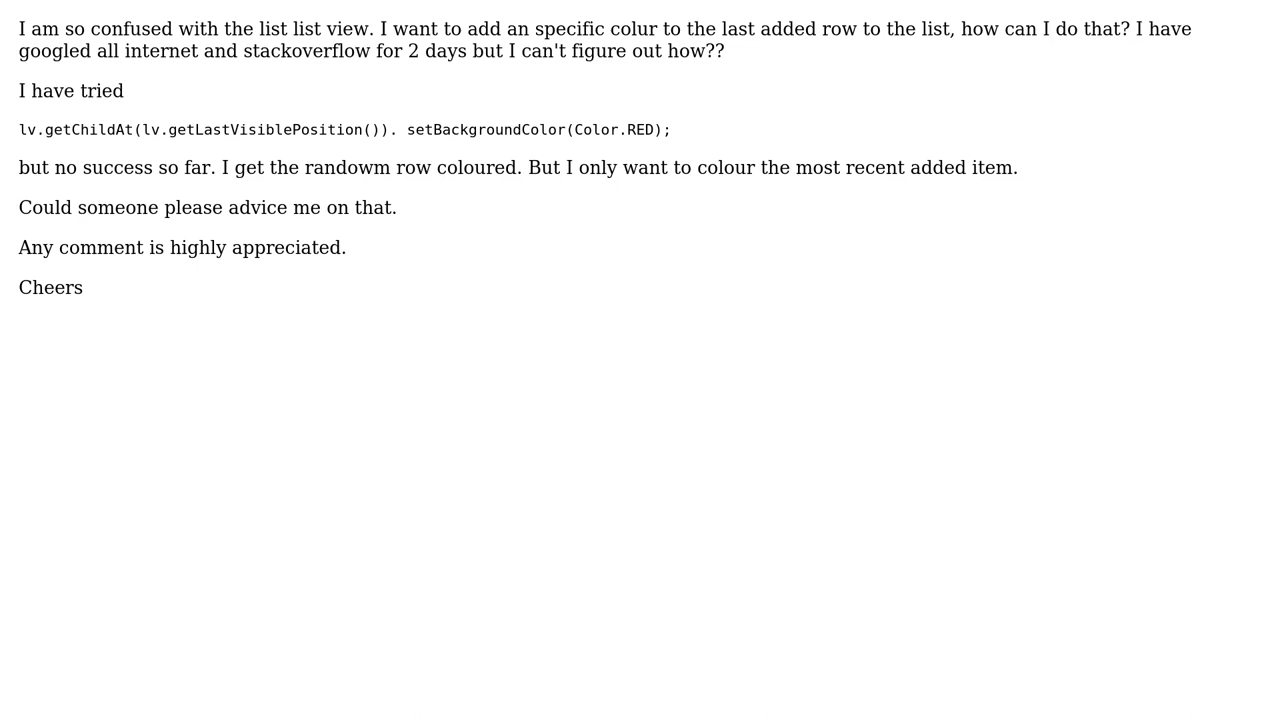 I am so confused with the list list view. I want to add an specific colur to the last added row to the list, how can I do that? I have
googled all internet and stackoverflow for 2 days but I can't figure out how??
I have tried
lv.getChildAt(lv.getLastVisiblePosition()). setBackgroundColor(Color.RED);
but no success so far. I get the randowm row coloured. But I only want to colour the most recent added item.
Could someone please advice me on that.
Any comment is highly appreciated.
Cheers